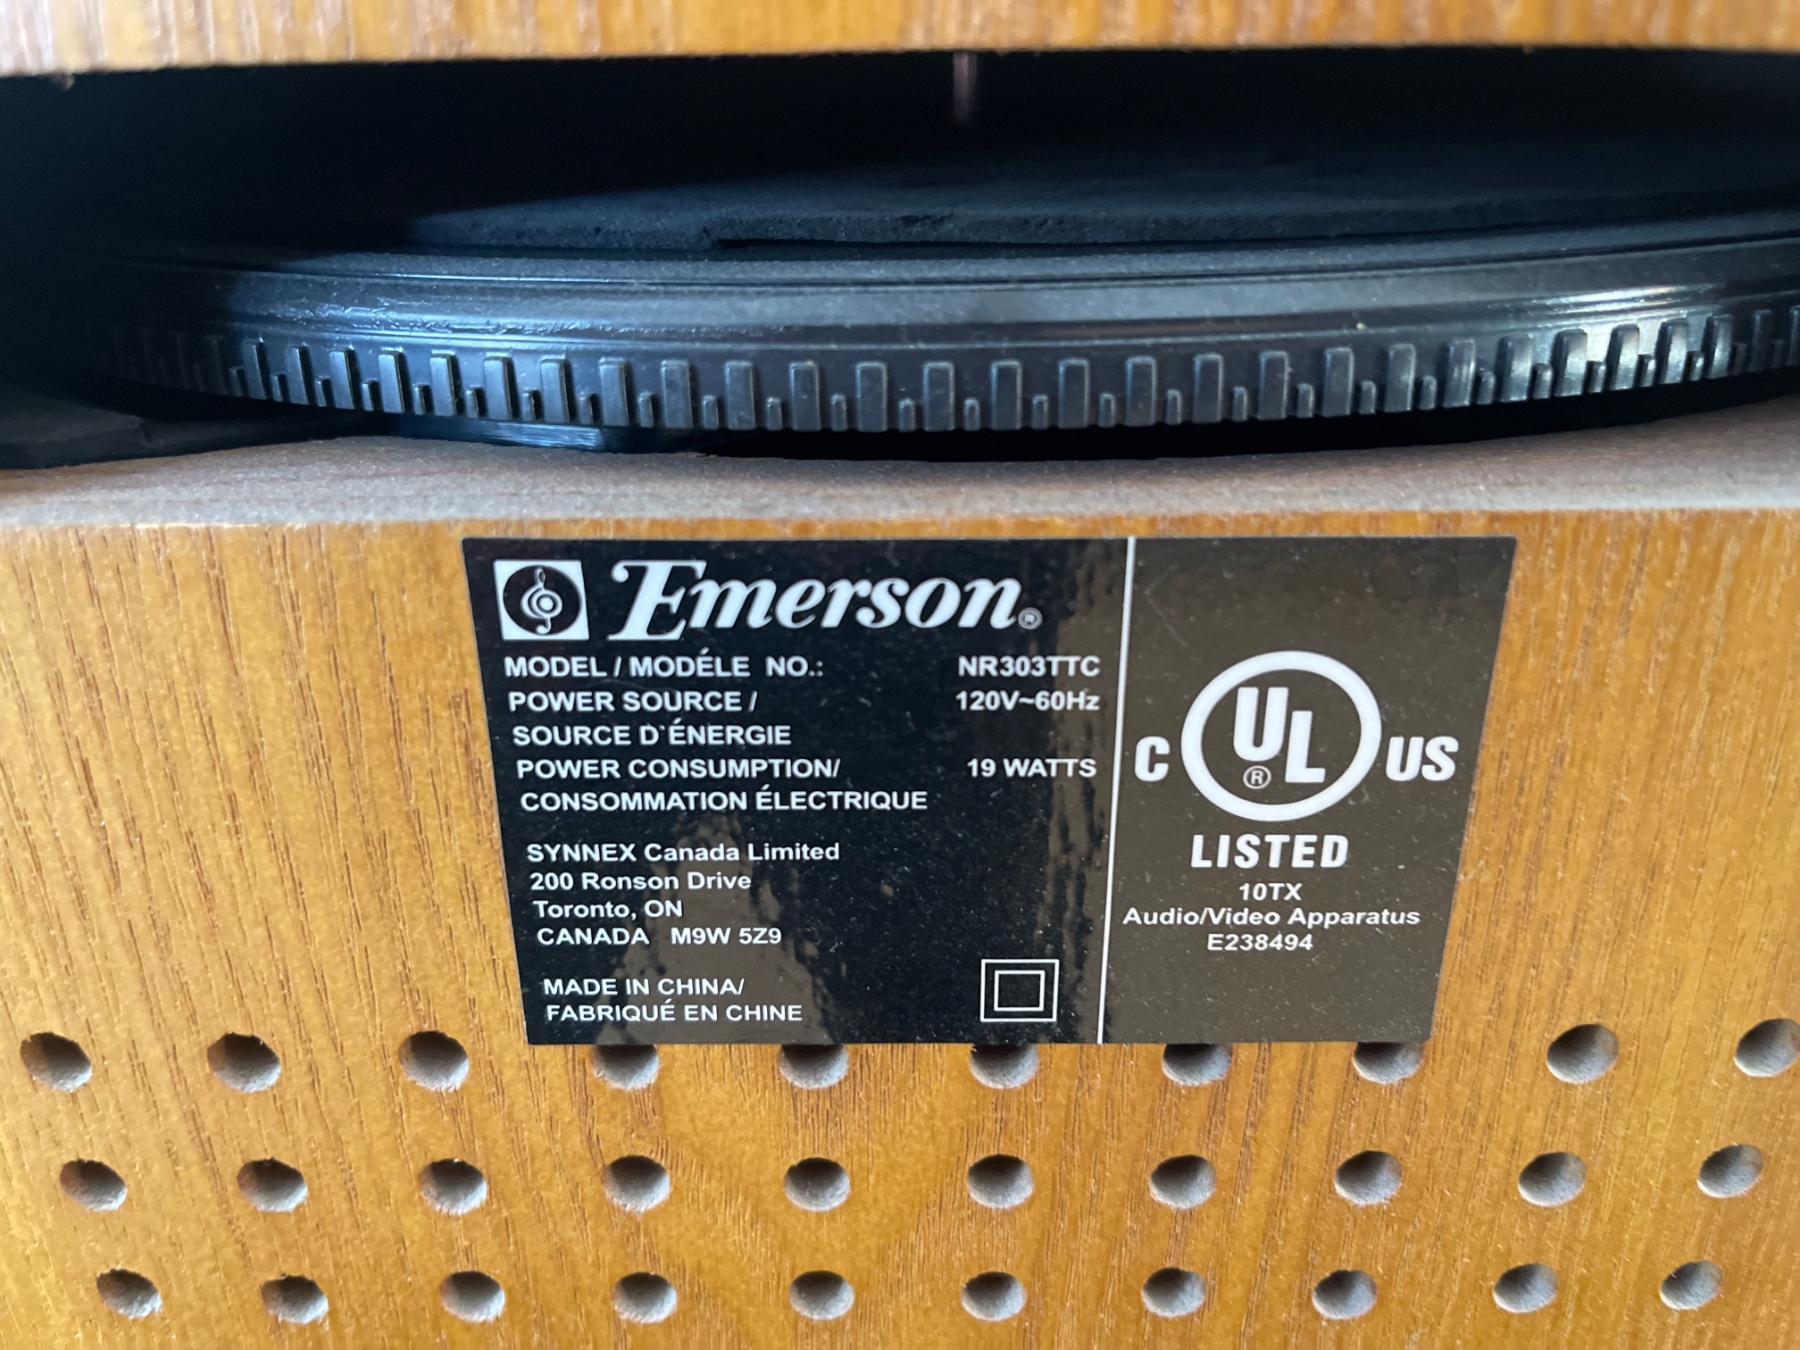 Emerson®
MODEL / MODÉLE NO.: NR303TTC
POWER SOURCE / 120V~60Hz
SOURCE D`ÉNERGIE
POWER CONSUMPTION/ 19 WATTS
CONSOMMATION ÉLECTRIQUE
SYNNEX Canada Limited
200 Ronson Drive
Toronto, ON
CANADA M9W 5Z9
MADE IN CHINA/
FABRIQUÉ EN CHINE
C UL® US
LISTED
10TX
Audio/Video Apparatus
E238494